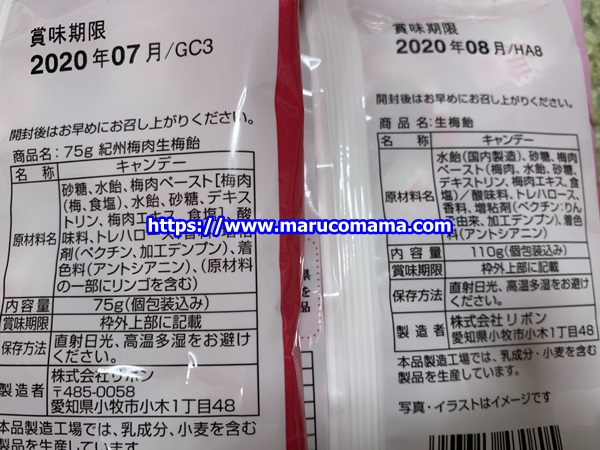 賞味期限
2020年07月/GC3
開封後はお早めにお召し上がりください。
商品名：75g 紀州梅肉生梅飴
名　称　キャンデー
原材料名
砂糖、水飴、梅肉ペースト[梅肉
(梅、食塩)、水飴、砂糖、デキス
トリン、梅肉エキス、食塩]、酸
味料、トレハロース、香料、増粘
剤(ペクチン、加工デンプン)、着
色料(アントシアニン)、(原材料
の一部にリンゴを含む)
内容量　75g(個包装込み)
賞味期限　枠外上部に記載
保存方法
直射日光、高温多湿をお避け
ください。
製造者
株式会社リボン
〒485-0058
愛知県小牧市小木1丁目48
本品製造工場では、乳成分、小麦を含む
製品を生産しています。
賞味期限
2020年08月/HA8
開封後はお早めにお召し上がりください。
商品名：生梅飴
名　称　キャンデー
原材料名
水飴(国内製造)、砂糖、梅肉
ペースト(梅肉、水飴、砂糖、
デキストリン、梅肉エキス、食
塩)／酸味料、トレハロース、
香料、増粘剤(ペクチン:りん
ご由来、加工デンプン)、着色
料(アントシアニン)
内容量　110g(個包装込み)
賞味期限　枠外上部に記載
保存方法
直射日光、高温多湿をお避
けください。
製造者
株式会社リボン
愛知県小牧市小木1丁目48
本品製造工場では、乳成分・小麦を含む
製品を生産しています。
写真・イラストはイメージです
https://www.marucomama.com